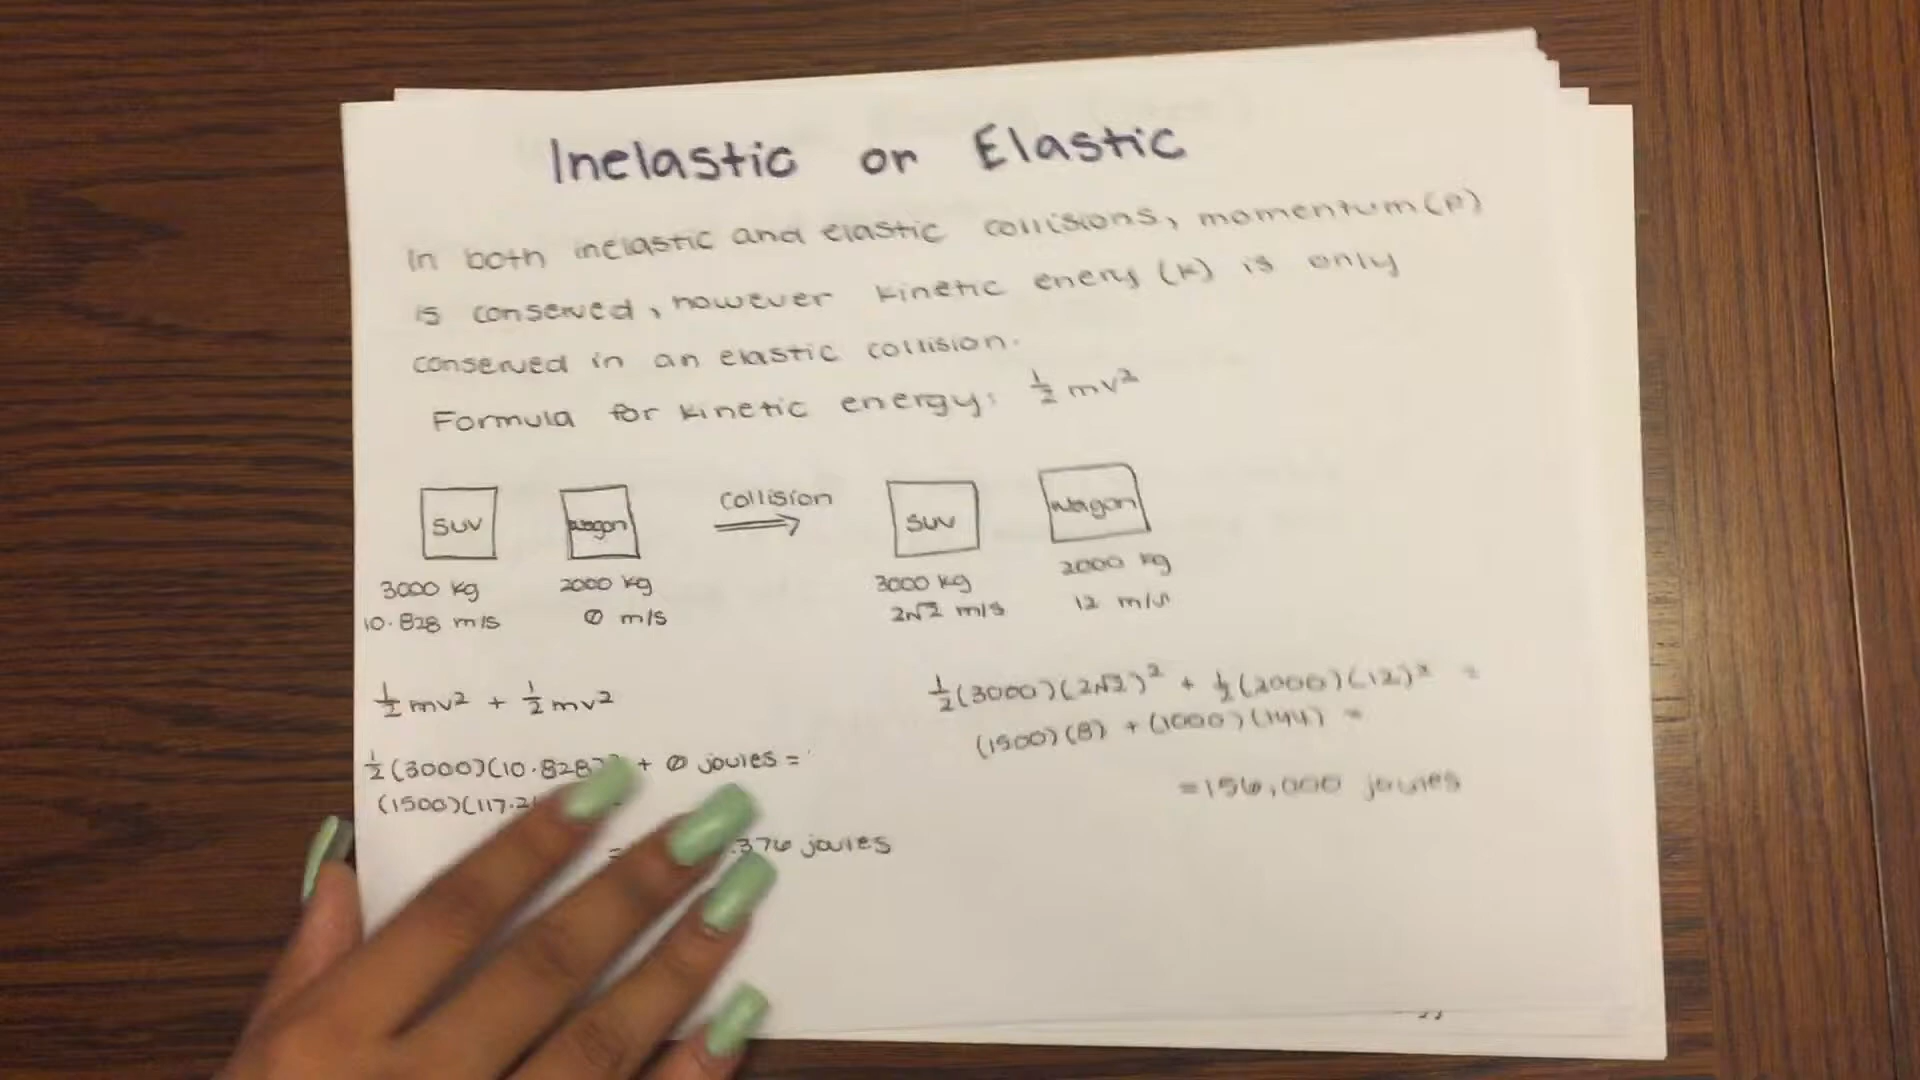 Inelastic or Elastic
In both inelastic and elastic collisions, momentum (p)
is conserved, however kinetic energy (K) is only
conserved in an elastic collision.
Formula for kinetic energy: ½ mv²
SUV
wagon
collision
SUV
wagon
3000 kg
2000 kg
3000 kg
2000 kg
10.828 m/s
0 m/s
2√2 m/s
12 m/s
½ mv² + ½ mv²
½ (3000)(10.828 + 0 joules =
(1500)(117.2
=
.376 joules
½ (3000)(2√2)² + ½ (2000)(12)² =
(1500)(8) + (1000)(144) =
=156,000 joules